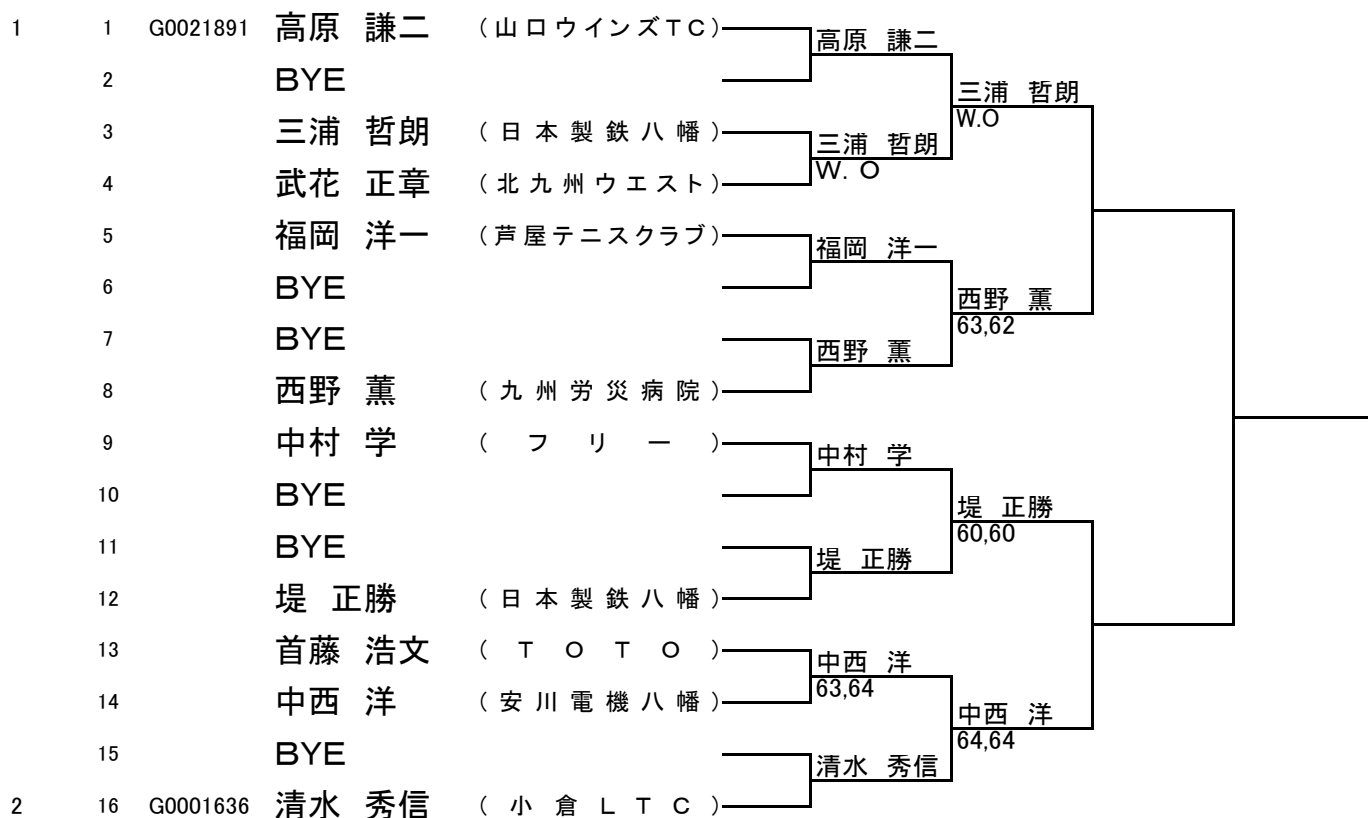 1 1 G0021891 高原 謙二 (山口ウインズTC)
高原 謙二
2 BYE
三浦 哲朗
W.O
3 三浦 哲朗 (日本製鉄八幡)
三浦 哲朗
W. O
4 武花 正章 (北九州ウエスト)
5 福岡 洋一 (芦屋テニスクラブ)
福岡 洋一
6 BYE
西野 薫
63,62
7 BYE
西野 薫
8 西野 薫 (九州労災病院)
9 中村 学 (フリー)
中村 学
10 BYE
堤 正勝
60,60
11 BYE
堤 正勝
12 堤 正勝 (日本製鉄八幡)
13 首藤 浩文 (TOTO)
中西 洋
63,64
14 中西 洋 (安川電機八幡)
中西 洋
64,64
15 BYE
清水 秀信
2 16 G0001636 清水 秀信 (小倉LTC)